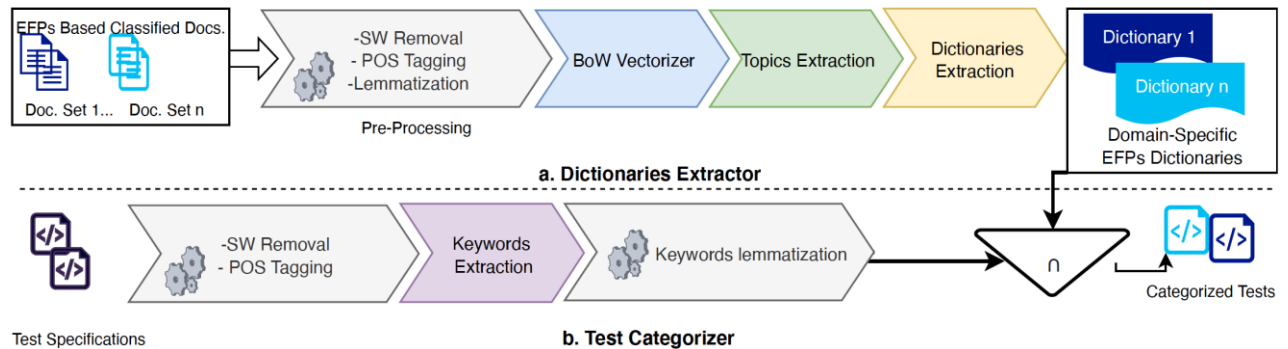 EFPs Based Classified Docs.
Doc. Set 1...
Doc. Set n
-SW Removal
- POS Tagging
-Lemmatization
Pre-Processing
BoW Vectorizer
Topics Extraction
Dictionaries
Extraction
Dictionary 1
Dictionary n
Domain-Specific
EFPs Dictionaries
a. Dictionaries Extractor
</>
</>
Test Specifications
-SW Removal
- POS Tagging
Keywords
Extraction
Keywords lemmatization
∩
</>
</>
Categorized Tests
b. Test Categorizer